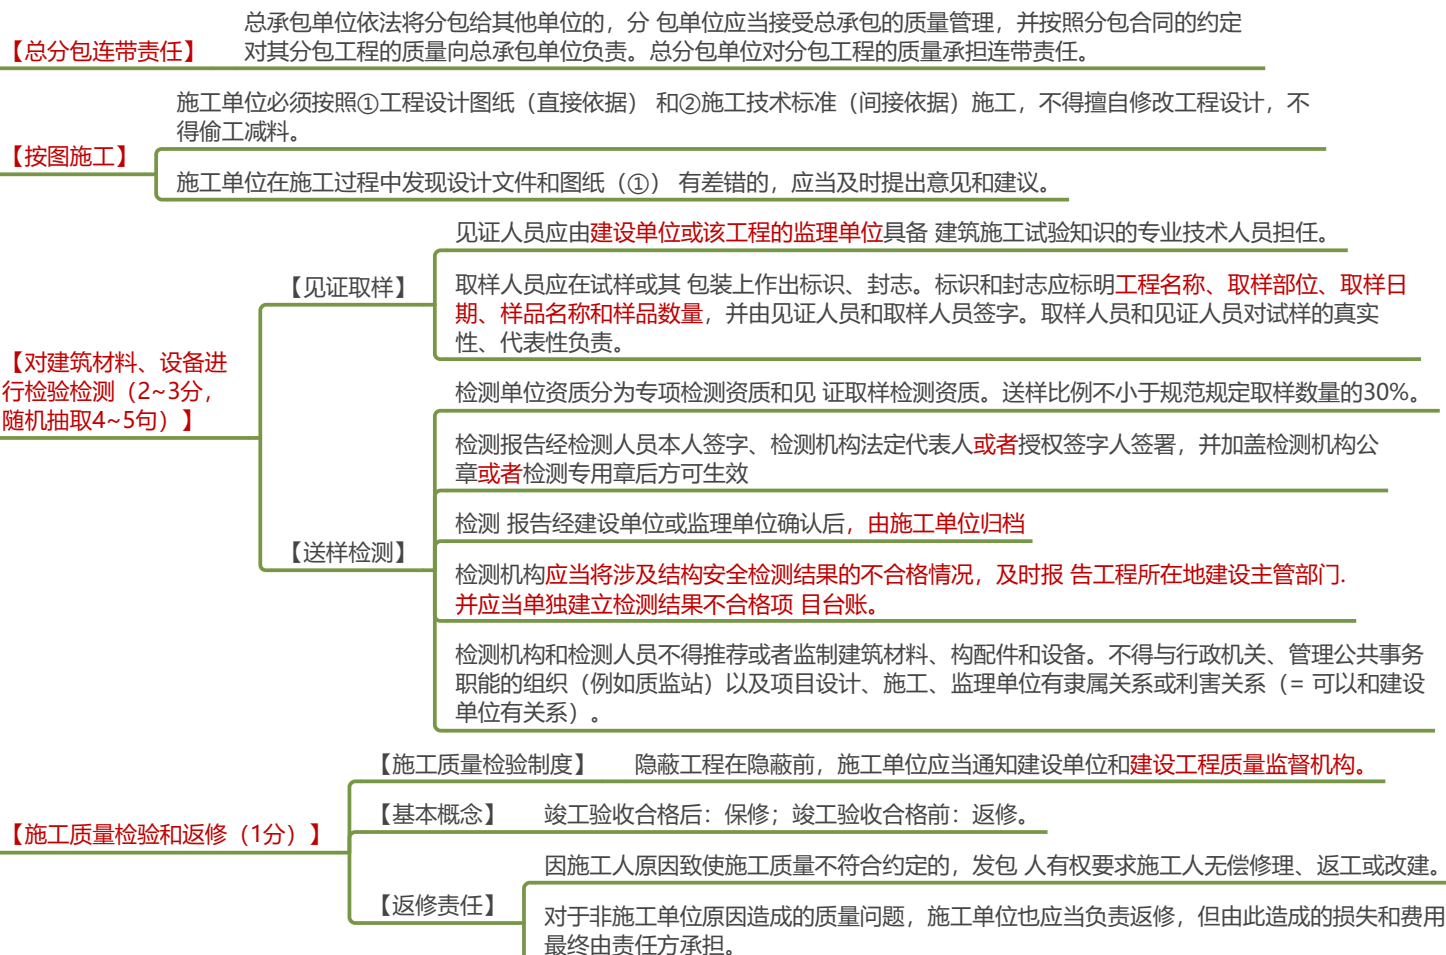 总承包单位依法将分包给其他单位的，分 包单位应当接受总承包的质量管理，并按照分包合同的约定
【总分包连带责任】 对其分包工程的质量向总承包单位负责。总分包单位对分包工程的质量承担连带责任。
施工单位必须按照①工程设计图纸（直接依据） 和②施工技术标准（间接依据）施工，不得擅自修改工程设计，不
得偷工减料。
【按图施工】
施工单位在施工过程中发现设计文件和图纸（①） 有差错的，应当及时提出意见和建议。
【对建筑材料、设备进
行检验检测（2~3分，
随机抽取4~5句）】
【见证取样】
见证人员应由建设单位或该工程的监理单位具备 建筑施工试验知识的专业技术人员担任。
取样人员应在试样或其 包装上作出标识、封志。标识和封志应标明工程名称、取样部位、取样日
期、样品名称和样品数量，并由见证人员和取样人员签字。取样人员和见证人员对试样的真实
性、代表性负责。
【送样检测】
检测单位资质分为专项检测资质和见 证取样检测资质。送样比例不小于规范规定取样数量的30%。
检测报告经检测人员本人签字、检测机构法定代表人或者授权签字人签署，并加盖检测机构公
章或者检测专用章后方可生效
检测 报告经建设单位或监理单位确认后，由施工单位归档
检测机构应当将涉及结构安全检测结果的不合格情况，及时报 告工程所在地建设主管部门.
并应当单独建立检测结果不合格项 目台账。
检测机构和检测人员不得推荐或者监制建筑材料、构配件和设备。不得与行政机关、管理公共事务
职能的组织（例如质监站）以及项目设计、施工、监理单位有隶属关系或利害关系（= 可以和建设
单位有关系）。
【施工质量检验和返修（1分）】
【施工质量检验制度】 隐蔽工程在隐蔽前，施工单位应当通知建设单位和建设工程质量监督机构。
【基本概念】 竣工验收合格后：保修；竣工验收合格前：返修。
【返修责任】
因施工人原因致使施工质量不符合约定的，发包 人有权要求施工人无偿修理、返工或改建。
对于非施工单位原因造成的质量问题，施工单位也应当负责返修，但由此造成的损失和费用
最终由责任方承担。